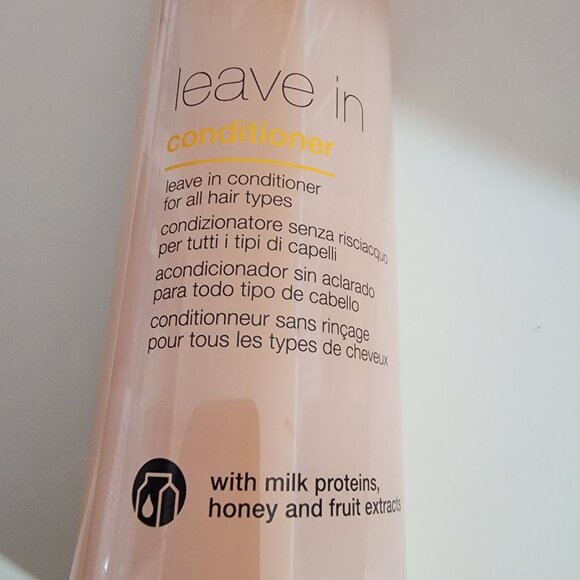 leave in
conditioner
leave in conditioner
for all hair types
condizionatore senza risciacquo
per tutti i tipi di capelli
acondicionador sin aclarado
para todo tipo de cabello
conditionneur sans rinçage
pour tous les types de cheveux
with milk proteins,
honey and fruit extracts